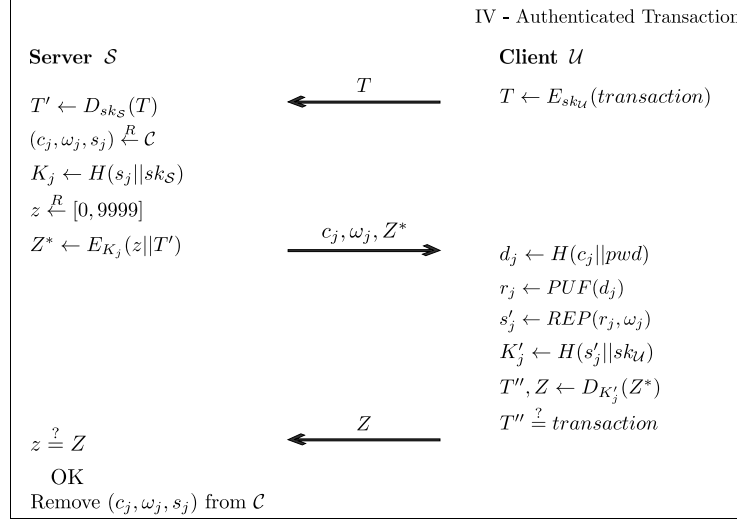 IV - Authenticated Transaction
Server 𝒮
Client 𝒰
T
T ← E_{sk_𝒰}(transaction)
T′ ← D_{sk_𝒮}(T)
(c_j, ω_j, s_j) ←^R 𝒞
K_j ← H(s_j||sk_𝒮)
z ←^R [0, 9999]
Z* ← E_{K_j}(z||T′)
c_j, ω_j, Z*
d_j ← H(c_j||pwd)
r_j ← PUF(d_j)
s′_j ← REP(r_j, ω_j)
K′_j ← H(s′_j||sk_𝒰)
T″, Z ← D_{K′_j}(Z*)
T″ =^? transaction
Z
z =^? Z
OK
Remove (c_j, ω_j, s_j) from 𝒞